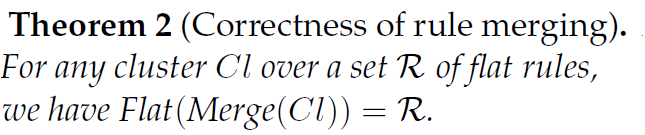 Theorem 2 (Correctness of rule merging).
For any cluster Cl over a set ℛ of flat rules,
we have Flat(Merge(Cl)) = ℛ.